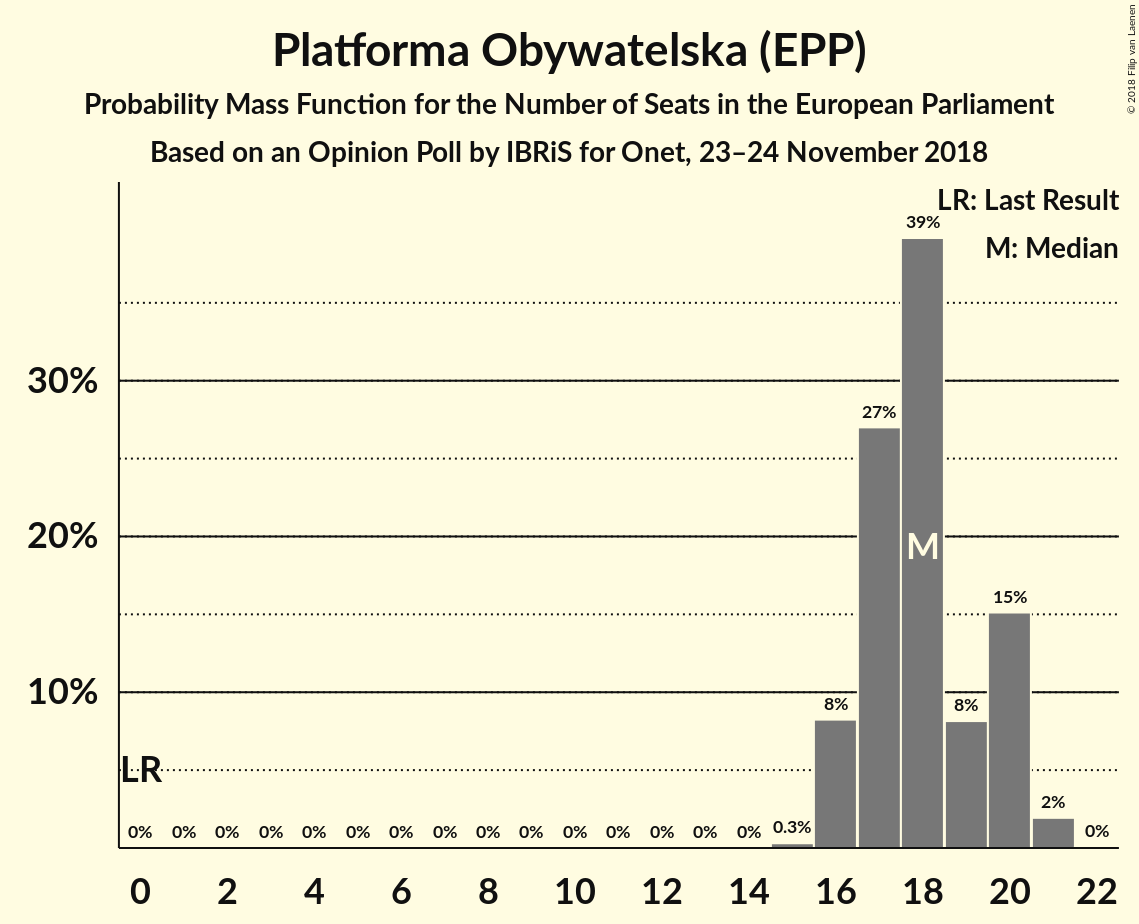 Platforma Obywatelska (EPP)
Probability Mass Function for the Number of Seats in the European Parliament
Based on an Opinion Poll by IBRiS for Onet, 23–24 November 2018
© 2018 Filip van Laenen
LR: Last Result
M: Median
39%
30%
27%
20%
M
15%
10%
8%
8%
LR
2%
0% 0% 0% 0% 0% 0% 0% 0% 0% 0% 0% 0% 0% 0% 0% 0.3% 0%
0 2 4 6 8 10 12 14 16 18 20 22